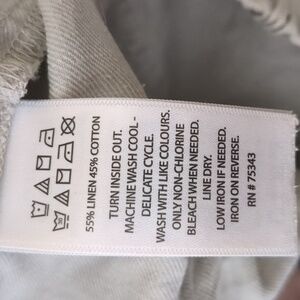 55% LINEN 45% COTTON
TURN INSIDE OUT.
MACHINE WASH COOL -
DELICATE CYCLE.
WASH WITH LIKE COLOURS.
ONLY NON-CHLORINE
BLEACH WHEN NEEDED.
LINE DRY.
LOW IRON IF NEEDED.
IRON ON REVERSE.
RN # 75343